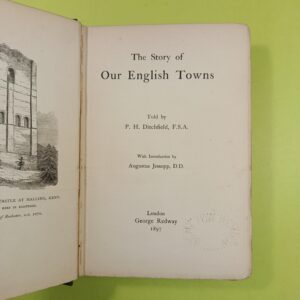 CASTLE AT MALLING, KENT.
The Story of
Our English Towns
Told by
P. H. Ditchfield, F.S.A.
With Introduction by
Augustus Jessopp, D.D.
London
George Redway
1897